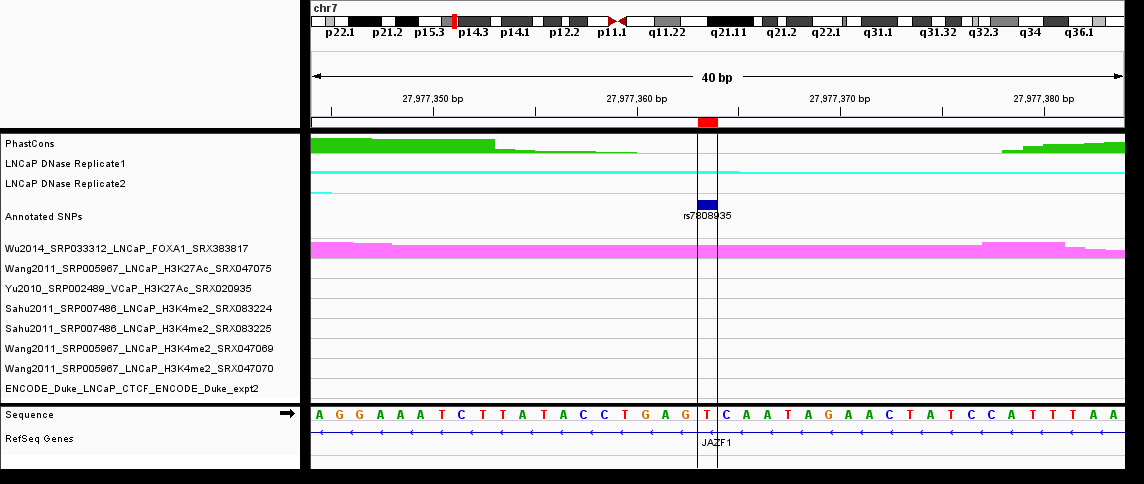 chr7
p22.1 p21.2 p15.3 p14.3 p14.1 p12.2 p11.1 q11.22 q21.11 q21.2 q22.1 q31.1 q31.32 q32.3 q34 q36.1
40 bp
27,977,350 bp 27,977,360 bp 27,977,370 bp 27,977,380 bp
PhastCons
LNCaP DNase Replicate1
LNCaP DNase Replicate2
Annotated SNPs
rs7808935
Wu2014_SRP033312_LNCaP_FOXA1_SRX383817
Wang2011_SRP005967_LNCaP_H3K27Ac_SRX047075
Yu2010_SRP002489_VCaP_H3K27Ac_SRX020935
Sahu2011_SRP007486_LNCaP_H3K4me2_SRX083224
Sahu2011_SRP007486_LNCaP_H3K4me2_SRX083225
Wang2011_SRP005967_LNCaP_H3K4me2_SRX047069
Wang2011_SRP005967_LNCaP_H3K4me2_SRX047070
ENCODE_Duke_LNCaP_CTCF_ENCODE_Duke_expt2
Sequence A G G A A A T C T T A T A C C T G A G T C A A T A G A A C T A T C C A T T T A A
RefSeq Genes
JAZF1